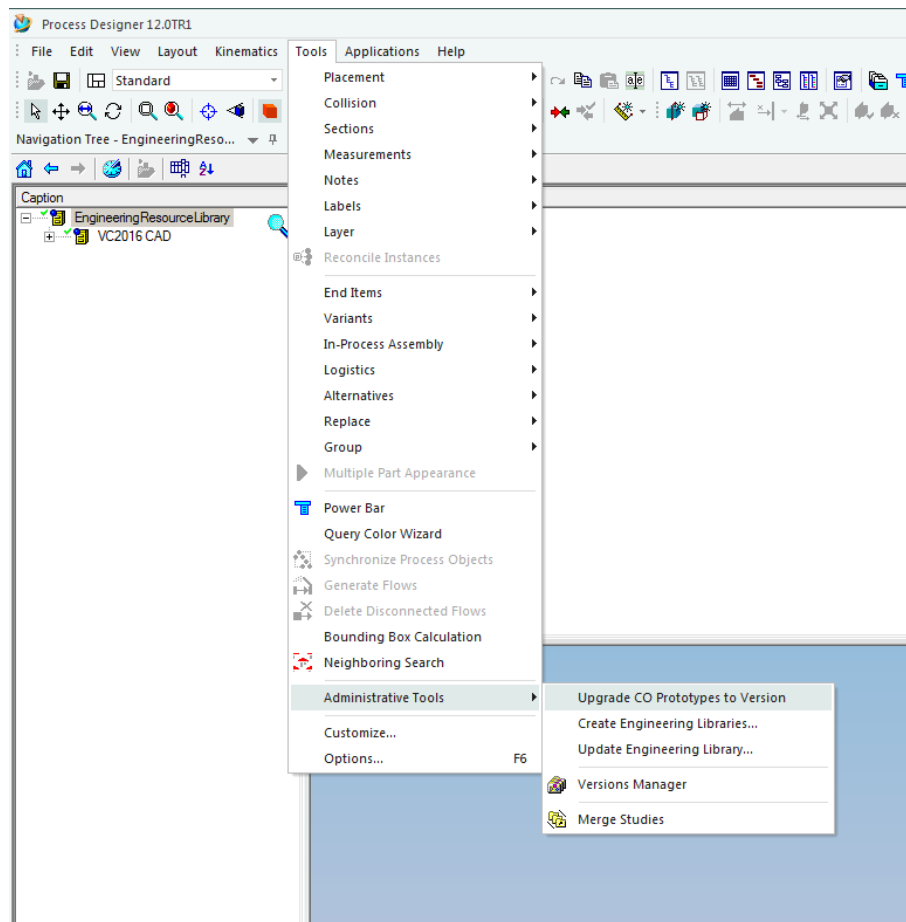 Process Designer 12.0TR1
File Edit View Layout Kinematics Tools Applications Help
Standard
Navigation Tree - EngineeringReso...
Caption
EngineeringResourceLibrary
VC2016 CAD
Placement
Collision
Sections
Measurements
Notes
Labels
Layer
Reconcile Instances
End Items
Variants
In-Process Assembly
Logistics
Alternatives
Replace
Group
Multiple Part Appearance
Power Bar
Query Color Wizard
Synchronize Process Objects
Generate Flows
Delete Disconnected Flows
Bounding Box Calculation
Neighboring Search
Administrative Tools
Customize...
Options... F6
Upgrade CO Prototypes to Version
Create Engineering Libraries...
Update Engineering Library...
Versions Manager
Merge Studies